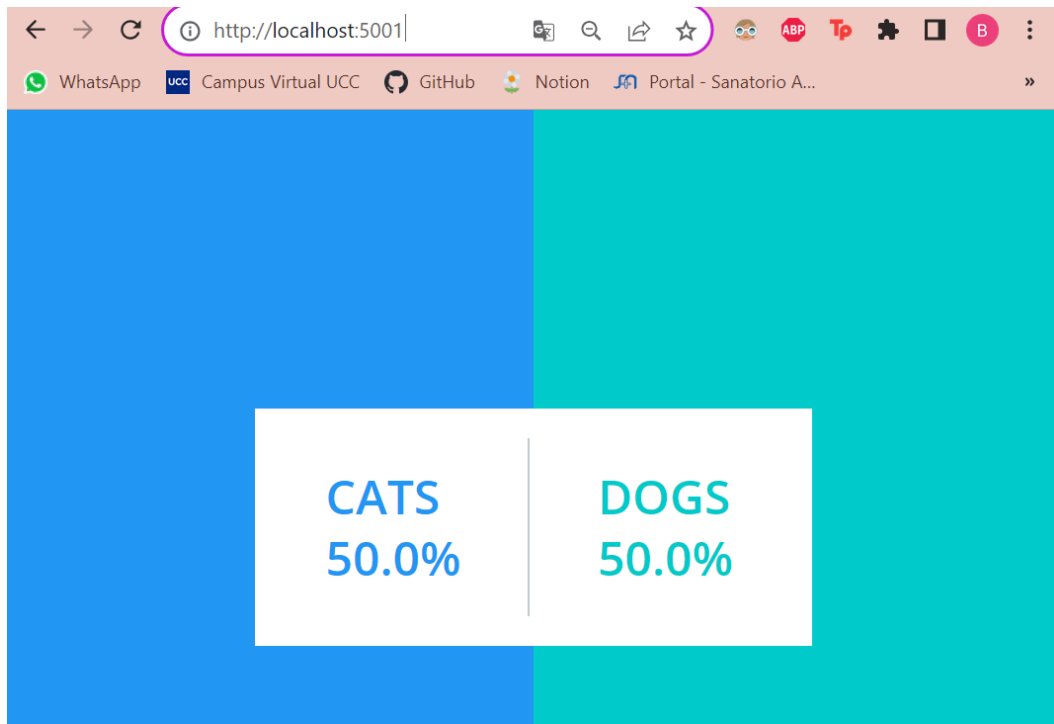 http://localhost:5001
ABP
Tp
B
WhatsApp
UCC
Campus Virtual UCC
GitHub
Notion
Portal - Sanatorio A...
»
CATS
50.0%
DOGS
50.0%